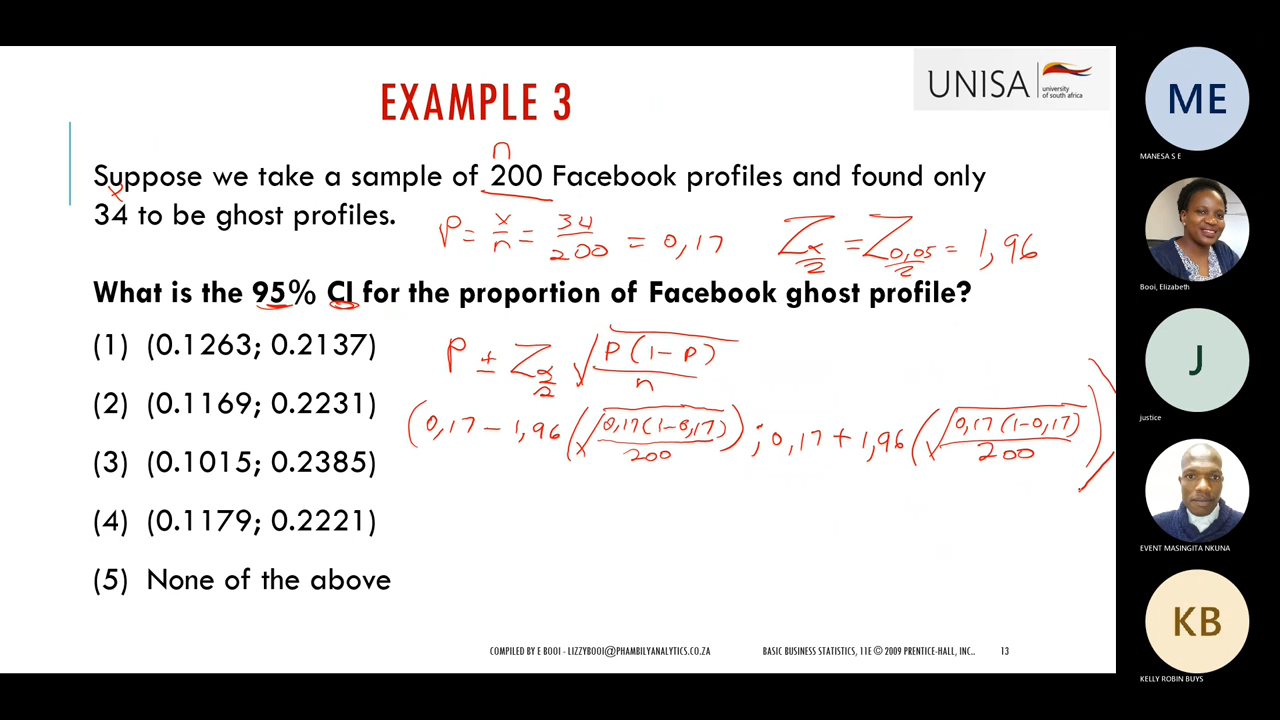 EXAMPLE 3
UNISA university of south africa
n
Suppose we take a sample of 200 Facebook profiles and found only
x
34 to be ghost profiles.
P = x/n = 34/200 = 0,17 Z α/2 = Z 0,05/2 = 1,96
What is the 95% CI for the proportion of Facebook ghost profile?
(1) (0.1263; 0.2137)
P ± Z α/2 √ P(1-P)/n
(2) (0.1169; 0.2231)
(0,17 - 1,96 (√ 0,17(1-0,17)/200) ; 0,17 + 1,96 (√ 0,17(1-0,17)/200))
(3) (0.1015; 0.2385)
(4) (0.1179; 0.2221)
(5) None of the above
COMPILED BY E BOOI - LIZZYBOOI@PHAMBILYANALYTICS.CO.ZA BASIC BUSINESS STATISTICS, 11E © 2009 PRENTICE-HALL, INC.. 13
ME
MANESA S E
Booi, Elizabeth
J
justice
EVENT MASINGITA NKUNA
KB
KELLY ROBIN BUYS